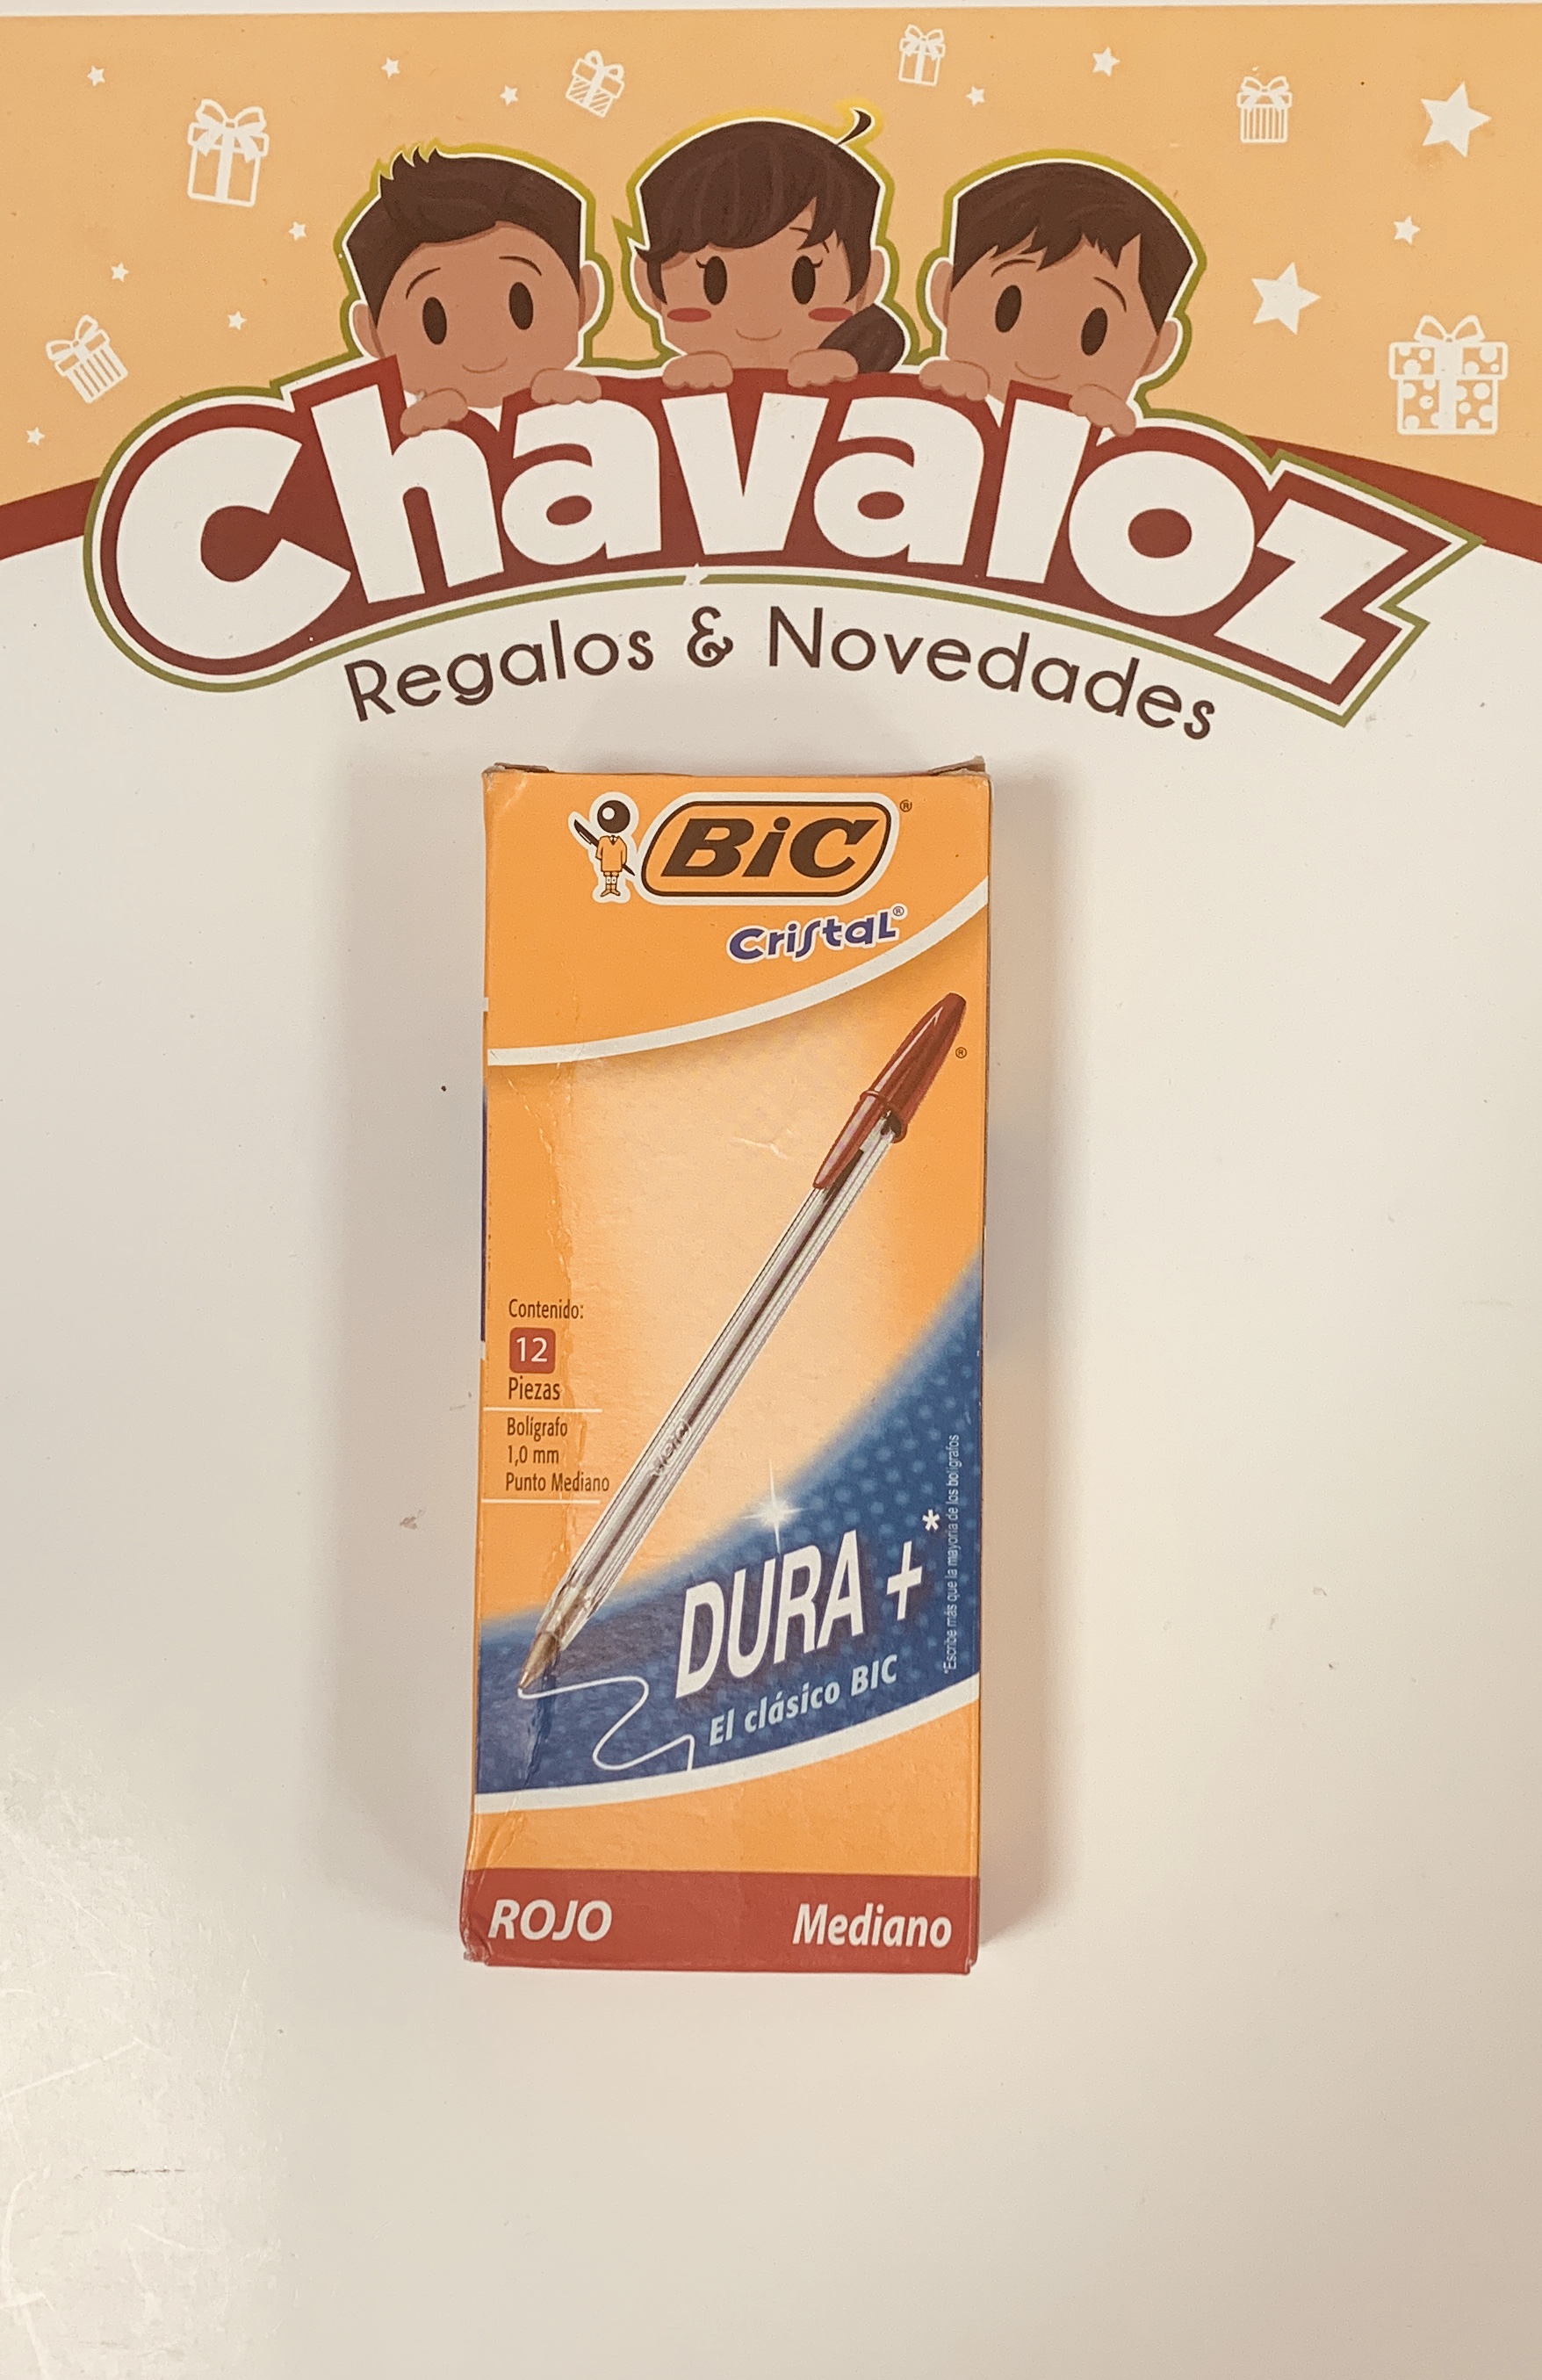 Chavaloz
Regalos & Novedades
BiC®
Cristal®
®
Contenido:
12
Piezas
Bolígrafo
1,0 mm
Punto Mediano
DURA +*
El clásico BIC
*Escribe más que la mayoría de los bolígrafos
ROJO Mediano